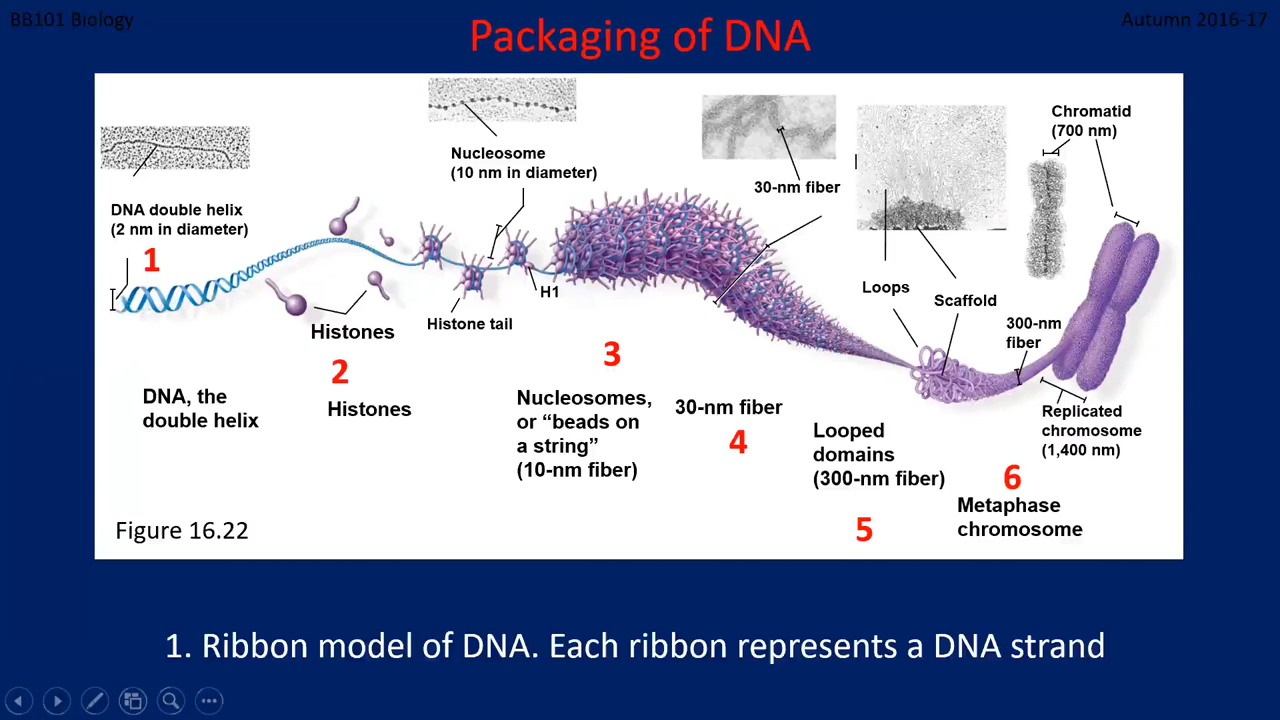 BB101 Biology
Autumn 2016-17
Packaging of DNA
Chromatid
(700 nm)
Nucleosome
(10 nm in diameter)
30-nm fiber
DNA double helix
(2 nm in diameter)
1
H1
Loops
Scaffold
Histone tail
Histones
300-nm
fiber
2
3
Histones
DNA, the
double helix
Nucleosomes,
or “beads on
a string”
(10-nm fiber)
30-nm fiber
4
Looped
domains
(300-nm fiber)
5
Replicated
chromosome
(1,400 nm)
6
Metaphase
chromosome
Figure 16.22
1. Ribbon model of DNA. Each ribbon represents a DNA strand